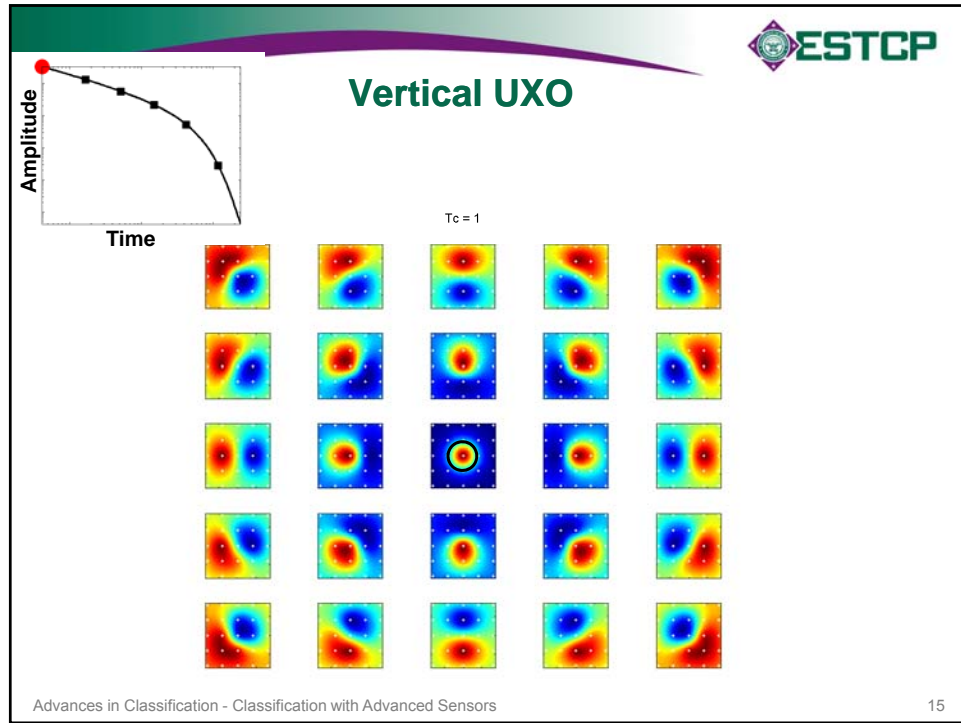 ESTCP
Vertical UXO
Amplitude
Time
Tc = 1
Advances in Classification - Classification with Advanced Sensors
15